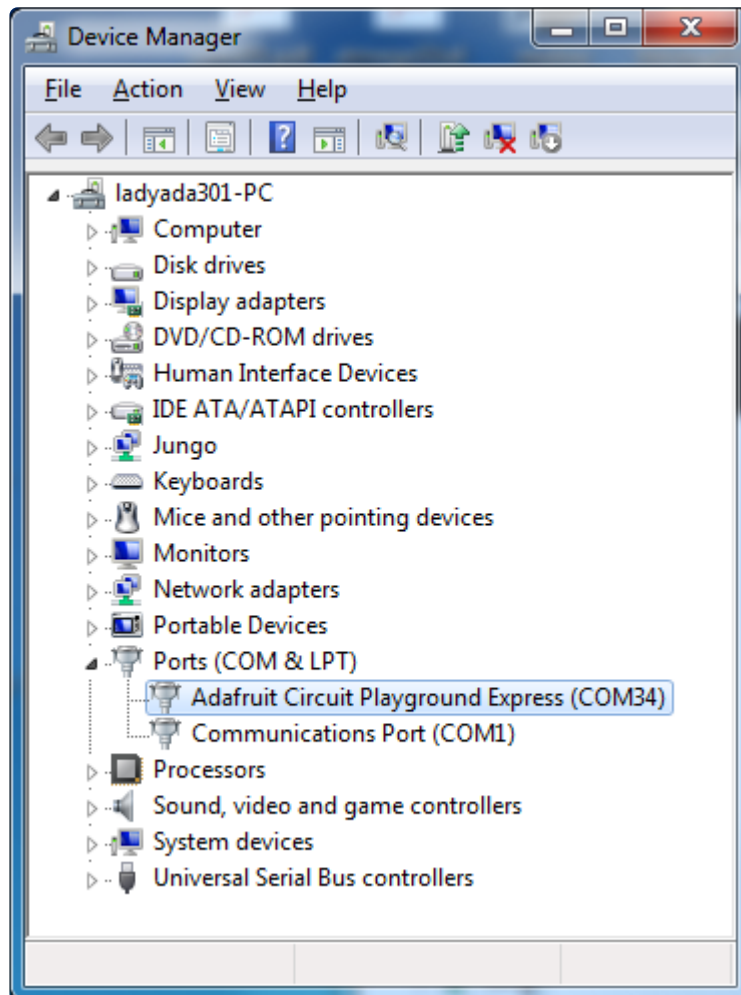 Device Manager
File Action View Help
ladyada301-PC
Computer
Disk drives
Display adapters
DVD/CD-ROM drives
Human Interface Devices
IDE ATA/ATAPI controllers
Jungo
Keyboards
Mice and other pointing devices
Monitors
Network adapters
Portable Devices
Ports (COM & LPT)
Adafruit Circuit Playground Express (COM34)
Communications Port (COM1)
Processors
Sound, video and game controllers
System devices
Universal Serial Bus controllers